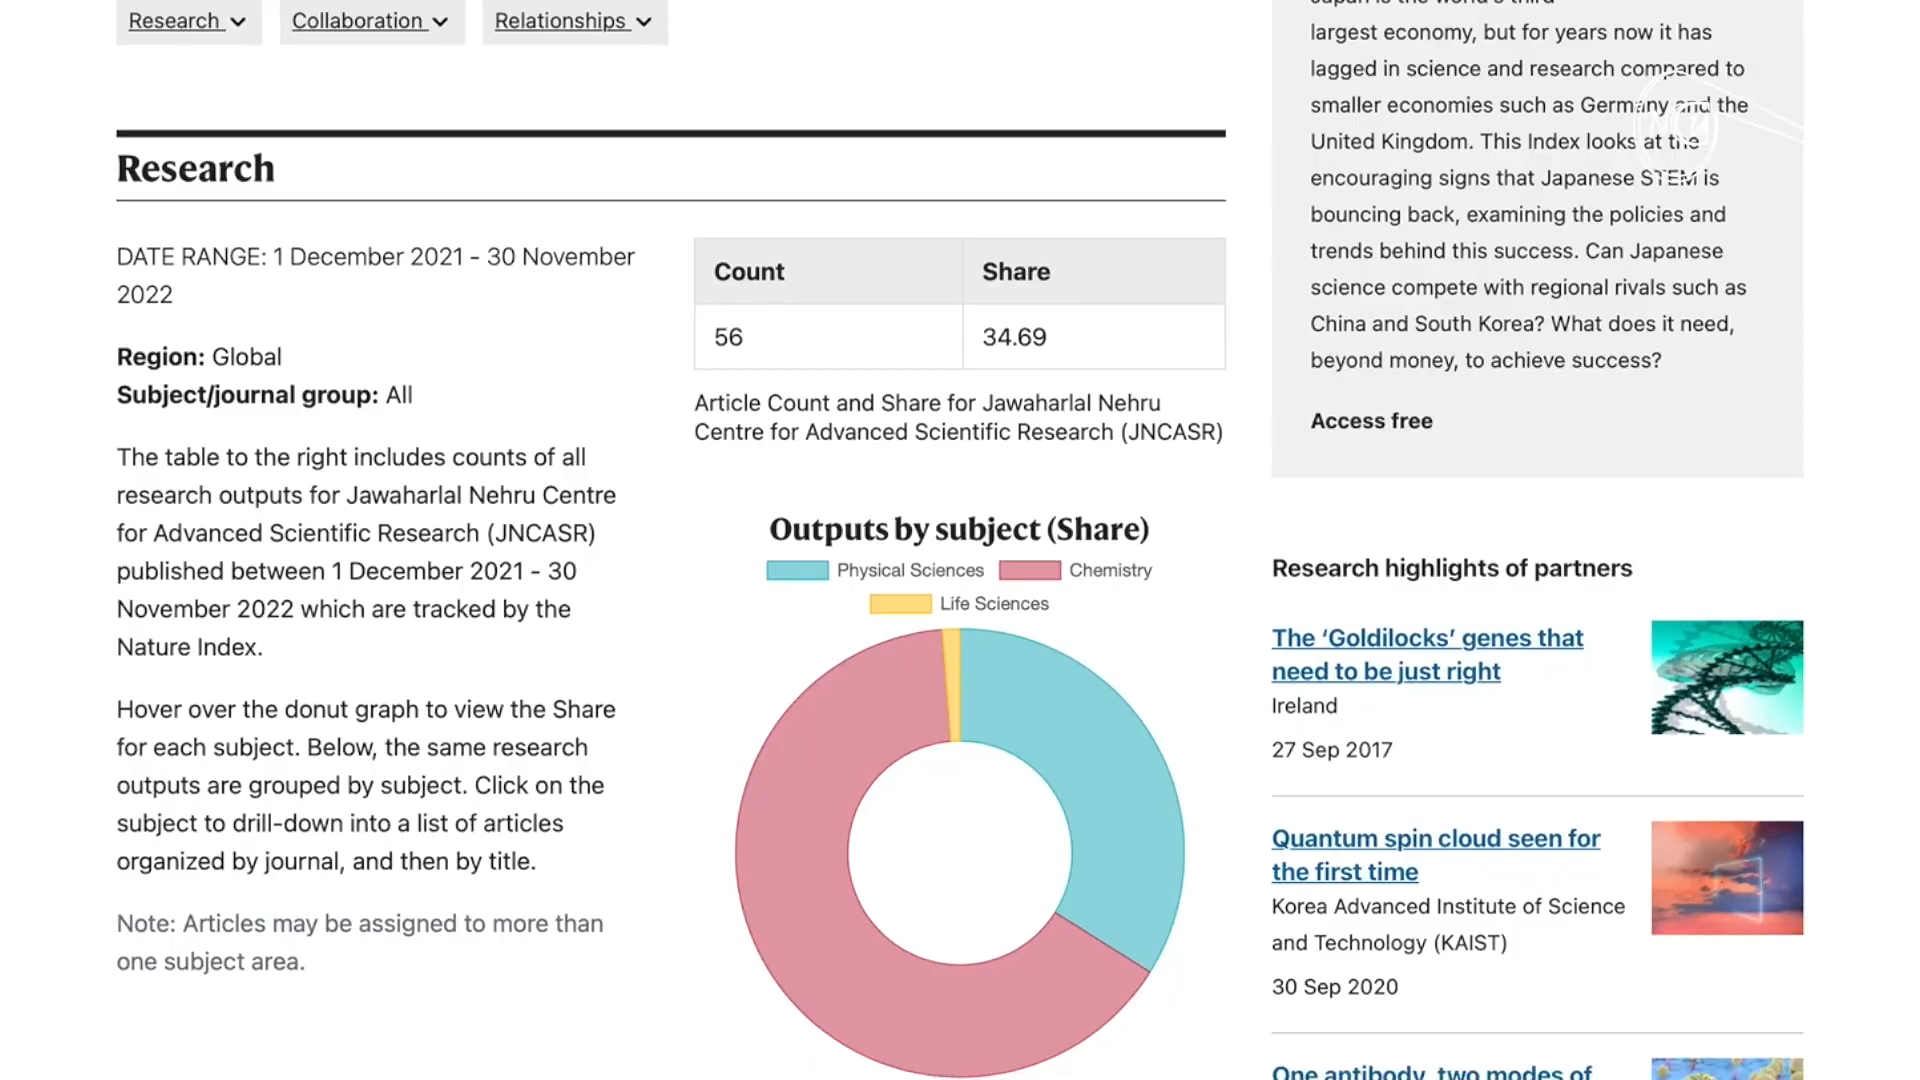 Research
Collaboration
Relationships
Research
DATE RANGE: 1 December 2021 - 30 November
2022
Region: Global
Subject/journal group: All
The table to the right includes counts of all
research outputs for Jawaharlal Nehru Centre
for Advanced Scientific Research (JNCASR)
published between 1 December 2021 - 30
November 2022 which are tracked by the
Nature Index.
Hover over the donut graph to view the Share
for each subject. Below, the same research
outputs are grouped by subject. Click on the
subject to drill-down into a list of articles
organized by journal, and then by title.
Note: Articles may be assigned to more than
one subject area.
Count Share
56 34.69
Article Count and Share for Jawaharlal Nehru
Centre for Advanced Scientific Research (JNCASR)
Outputs by subject (Share)
Physical Sciences Chemistry
Life Sciences
Japan is the world's third
largest economy, but for years now it has
lagged in science and research compared to
smaller economies such as Germany and the
United Kingdom. This Index looks at the
encouraging signs that Japanese STEM is
bouncing back, examining the policies and
trends behind this success. Can Japanese
science compete with regional rivals such as
China and South Korea? What does it need,
beyond money, to achieve success?
Access free
Research highlights of partners
The ‘Goldilocks’ genes that
need to be just right
Ireland
27 Sep 2017
Quantum spin cloud seen for
the first time
Korea Advanced Institute of Science
and Technology (KAIST)
30 Sep 2020
One antibody, two modes of